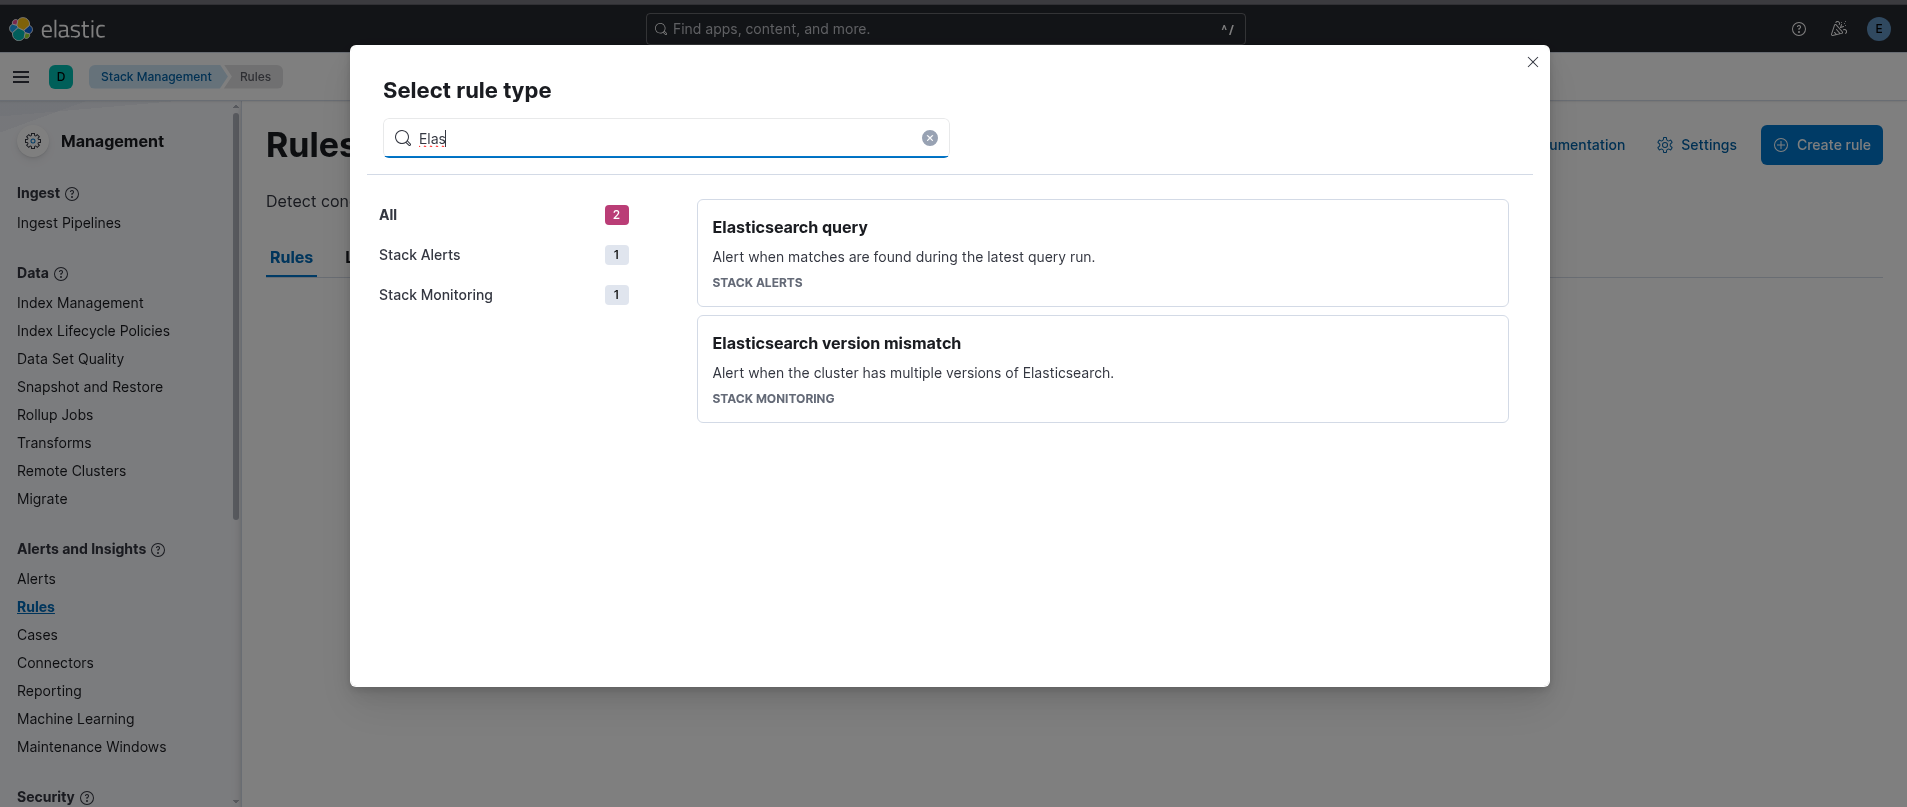 elastic
Find apps, content, and more.
^/
E
D
Stack Management
Rules
Management
Ingest
Ingest Pipelines
Data
Index Management
Index Lifecycle Policies
Data Set Quality
Snapshot and Restore
Rollup Jobs
Transforms
Remote Clusters
Migrate
Alerts and Insights
Alerts
Rules
Cases
Connectors
Reporting
Machine Learning
Maintenance Windows
Security
Rules
Detect con
Rules L
umentation
Settings
Create rule
Select rule type
Elas
All 2
Stack Alerts 1
Stack Monitoring 1
Elasticsearch query
Alert when matches are found during the latest query run.
STACK ALERTS
Elasticsearch version mismatch
Alert when the cluster has multiple versions of Elasticsearch.
STACK MONITORING